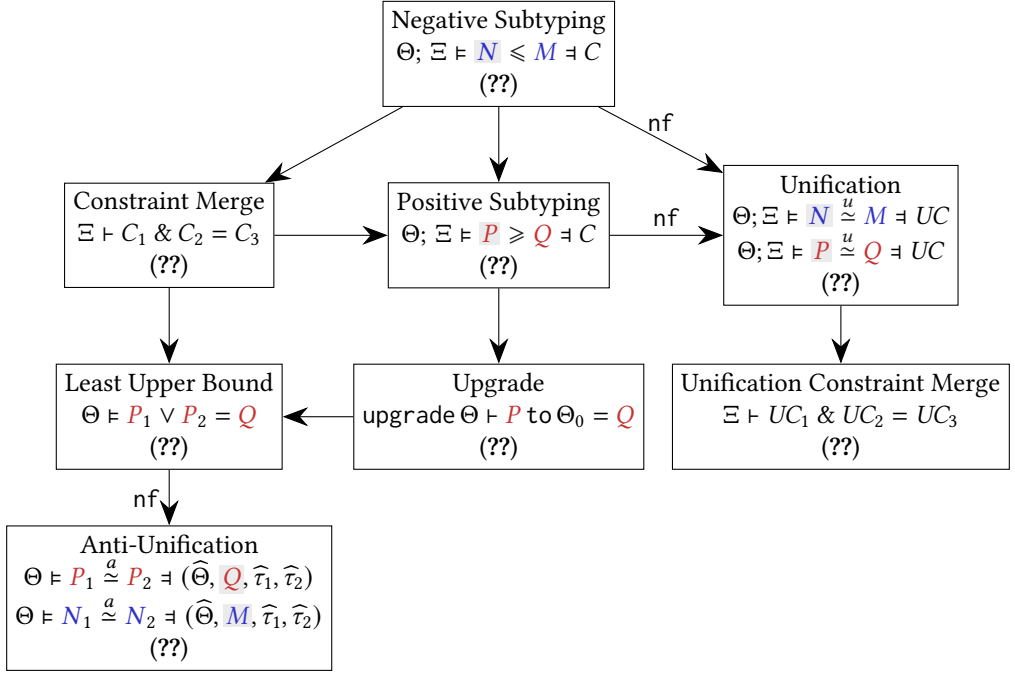 Negative Subtyping
Θ; Ξ ⊨ N ⩽ M ⫤ C
(??)
nf
Constraint Merge
Ξ ⊢ C₁ & C₂ = C₃
(??)
Positive Subtyping
Θ; Ξ ⊨ P ⩾ Q ⫤ C
(??)
nf
Unification
Θ; Ξ ⊨ N ≃ᵘ M ⫤ UC
Θ; Ξ ⊨ P ≃ᵘ Q ⫤ UC
(??)
Least Upper Bound
Θ ⊨ P₁ ∨ P₂ = Q
(??)
Upgrade
upgrade Θ ⊢ P to Θ₀ = Q
(??)
Unification Constraint Merge
Ξ ⊢ UC₁ & UC₂ = UC₃
(??)
nf
Anti-Unification
Θ ⊨ P₁ ≃ᵃ P₂ ⫤ (Θ̂, Q, τ̂₁, τ̂₂)
Θ ⊨ N₁ ≃ᵃ N₂ ⫤ (Θ̂, M, τ̂₁, τ̂₂)
(??)